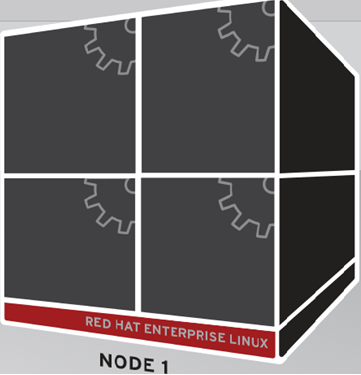 RED HAT ENTERPRISE LINUX
NODE 1